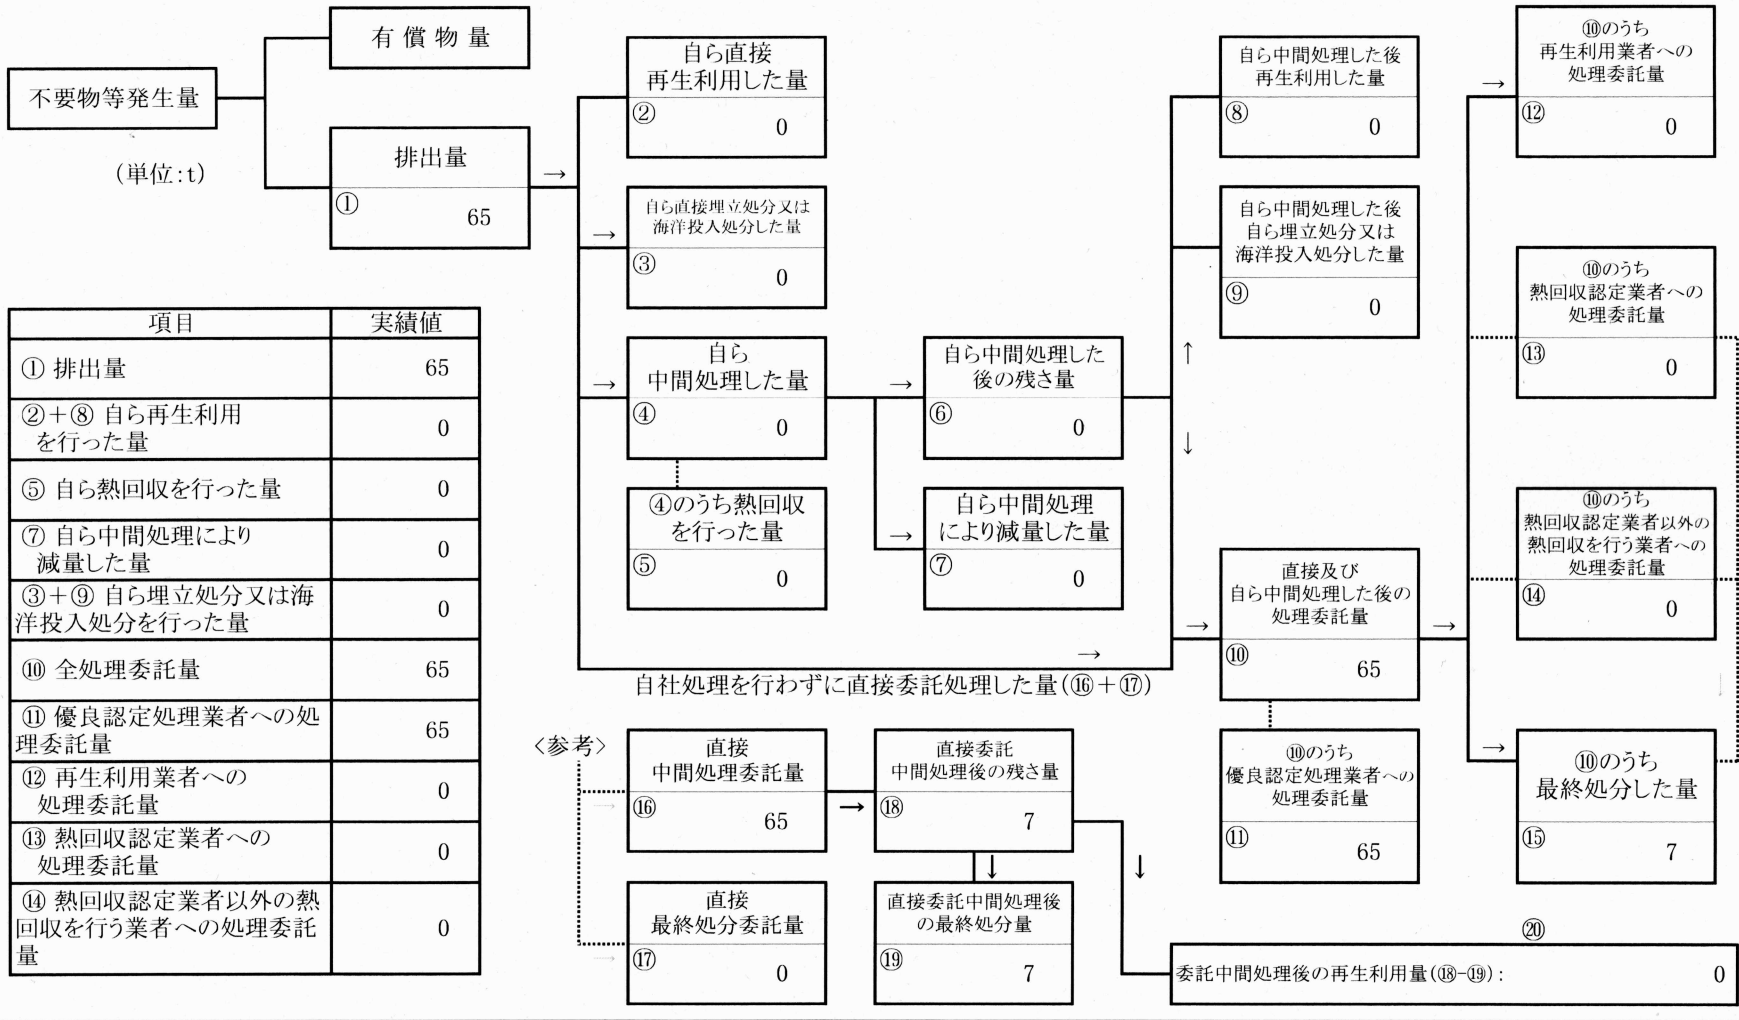 不要物等発生量
(単位:t)
有償物量
排出量
① 65
自ら直接
再生利用した量
② 0
自ら直接埋立処分又は
海洋投入処分した量
③ 0
自ら
中間処理した量
④ 0
④のうち熱回収
を行った量
⑤ 0
自ら中間処理した
後の残さ量
⑥ 0
自ら中間処理
により減量した量
⑦ 0
自ら中間処理した後
再生利用した量
⑧ 0
自ら中間処理した後
自ら埋立処分又は
海洋投入処分した量
⑨ 0
直接及び
自ら中間処理した後の
処理委託量
⑩ 65
⑩のうち
優良認定処理業者への
処理委託量
⑪ 65
⑩のうち
再生利用業者への
処理委託量
⑫ 0
⑩のうち
熱回収認定業者への
処理委託量
⑬ 0
⑩のうち
熱回収認定業者以外の
熱回収を行う業者への
処理委託量
⑭ 0
⑩のうち
最終処分した量
⑮ 7
自社処理を行わずに直接委託処理した量(⑯+⑰)
〈参考〉
直接
中間処理委託量
⑯ 65
直接
最終処分委託量
⑰ 0
直接委託
中間処理後の残さ量
⑱ 7
直接委託中間処理後
の最終処分量
⑲ 7
⑳
委託中間処理後の再生利用量(⑱-⑲): 0
項目 実績値
① 排出量 65
②+⑧ 自ら再生利用
を行った量 0
⑤ 自ら熱回収を行った量 0
⑦ 自ら中間処理により
減量した量 0
③+⑨ 自ら埋立処分又は海
洋投入処分を行った量 0
⑩ 全処理委託量 65
⑪ 優良認定処理業者への処
理委託量 65
⑫ 再生利用業者への
処理委託量 0
⑬ 熱回収認定業者への
処理委託量 0
⑭ 熱回収認定業者以外の熱
回収を行う業者への処理委託
量 0